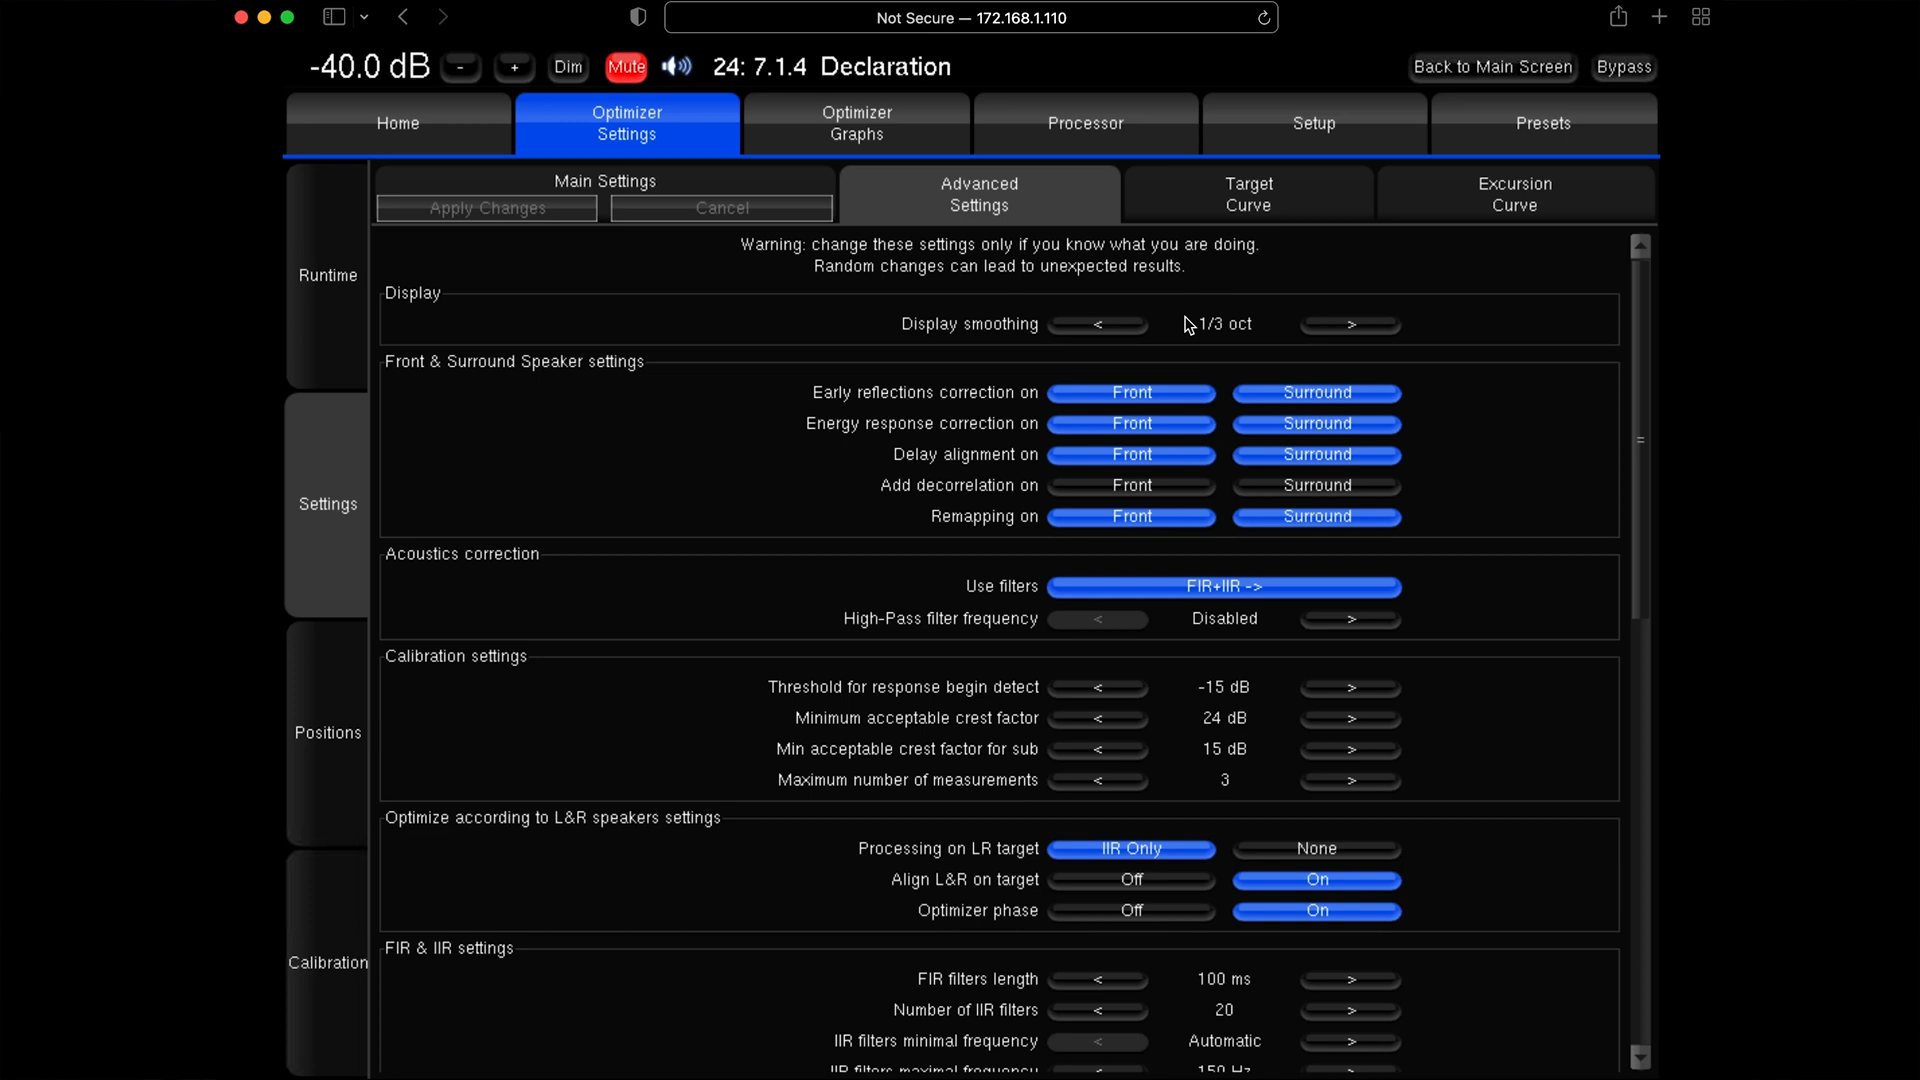 Not Secure — 172.168.1.110
-40.0 dB - + Dim Mute 24: 7.1.4 Declaration Back to Main Screen Bypass
Home
Optimizer
Settings
Optimizer
Graphs
Processor
Setup
Presets
Runtime
Settings
Positions
Calibration
Main Settings
Apply Changes Cancel
Advanced
Settings
Target
Curve
Excursion
Curve
Warning: change these settings only if you know what you are doing.
Random changes can lead to unexpected results.
Display
Display smoothing < 1/3 oct >
Front & Surround Speaker settings
Early reflections correction on Front Surround
Energy response correction on Front Surround
Delay alignment on Front Surround
Add decorrelation on Front Surround
Remapping on Front Surround
Acoustics correction
Use filters FIR+IIR ->
High-Pass filter frequency < Disabled >
Calibration settings
Threshold for response begin detect < -15 dB >
Minimum acceptable crest factor < 24 dB >
Min acceptable crest factor for sub < 15 dB >
Maximum number of measurements < 3 >
Optimize according to L&R speakers settings
Processing on LR target IIR Only None
Align L&R on target Off On
Optimizer phase Off On
FIR & IIR settings
FIR filters length < 100 ms >
Number of IIR filters < 20 >
IIR filters minimal frequency < Automatic >
IIR filters maximal frequency 150 Hz